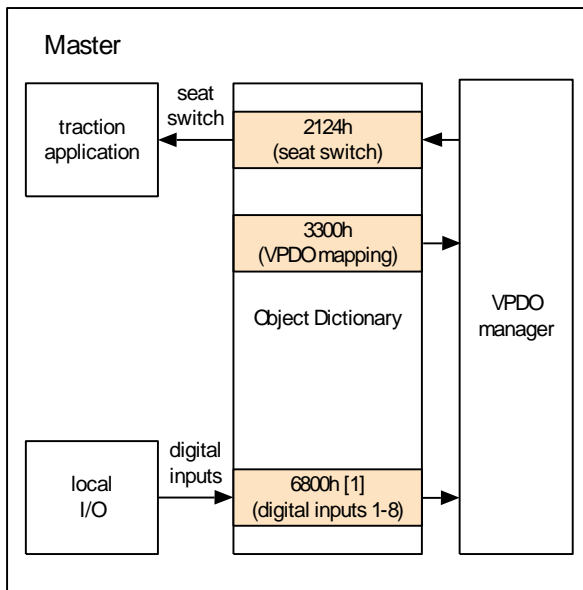 Master
seat
switch
traction
application
2124h
(seat switch)
3300h
(VPDO mapping)
Object Dictionary
VPDO
manager
digital
inputs
local
I/O
6800h [1]
(digital inputs 1-8)